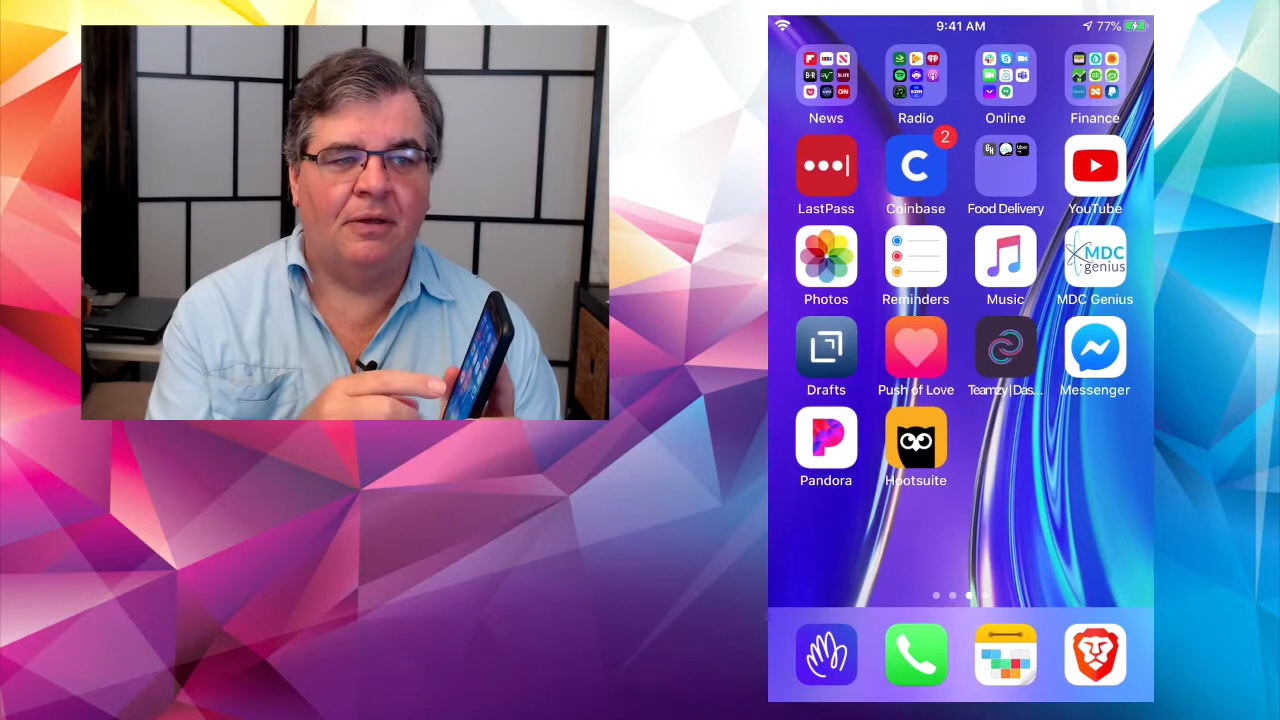 9:41 AM
77%
News
Radio
Online
Finance
2
LastPass
Coinbase
Food Delivery
YouTube
MDC
genius
Photos
Reminders
Music
MDC Genius
Drafts
Push of Love
Teamzy | Das...
Messenger
Pandora
Hootsuite